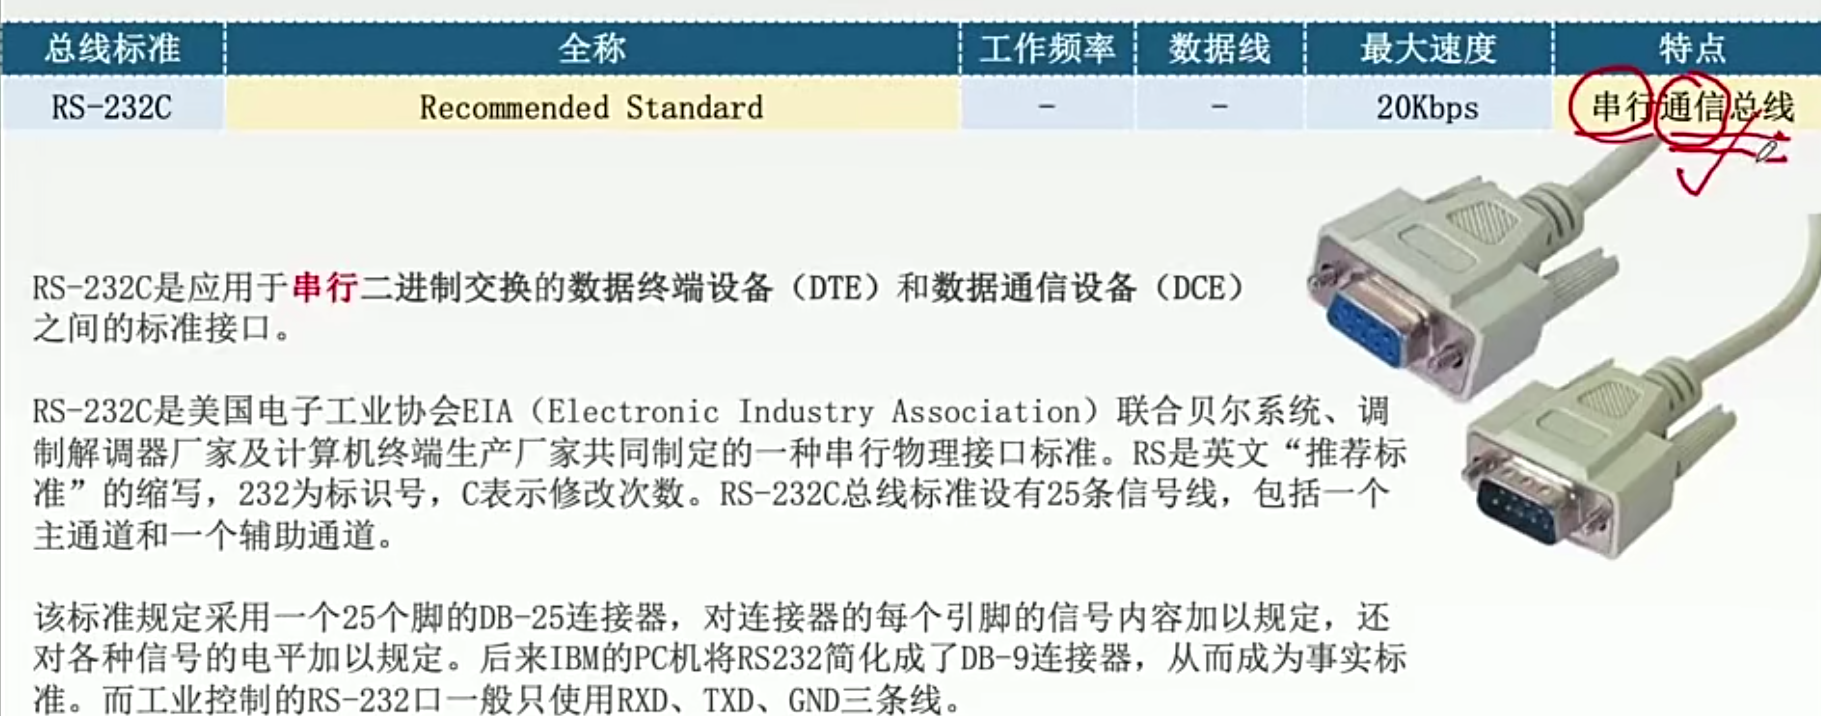 总线标准 全称 工作频率 数据线 最大速度 特点
RS-232C Recommended Standard - - 20Kbps 串行通信总线
RS-232C是应用于串行二进制交换的数据终端设备（DTE）和数据通信设备（DCE）
之间的标准接口。
RS-232C是美国电子工业协会EIA（Electronic Industry Association）联合贝尔系统、调
制解调器厂家及计算机终端生产厂家共同制定的一种串行物理接口标准。RS是英文“推荐标
准”的缩写，232为标识号，C表示修改次数。RS-232C总线标准设有25条信号线，包括一个
主通道和一个辅助通道。
该标准规定采用一个25个脚的DB-25连接器，对连接器的每个引脚的信号内容加以规定，还
对各种信号的电平加以规定。后来IBM的PC机将RS232简化成了DB-9连接器，从而成为事实标
准。而工业控制的RS-232口一般只使用RXD、TXD、GND三条线。